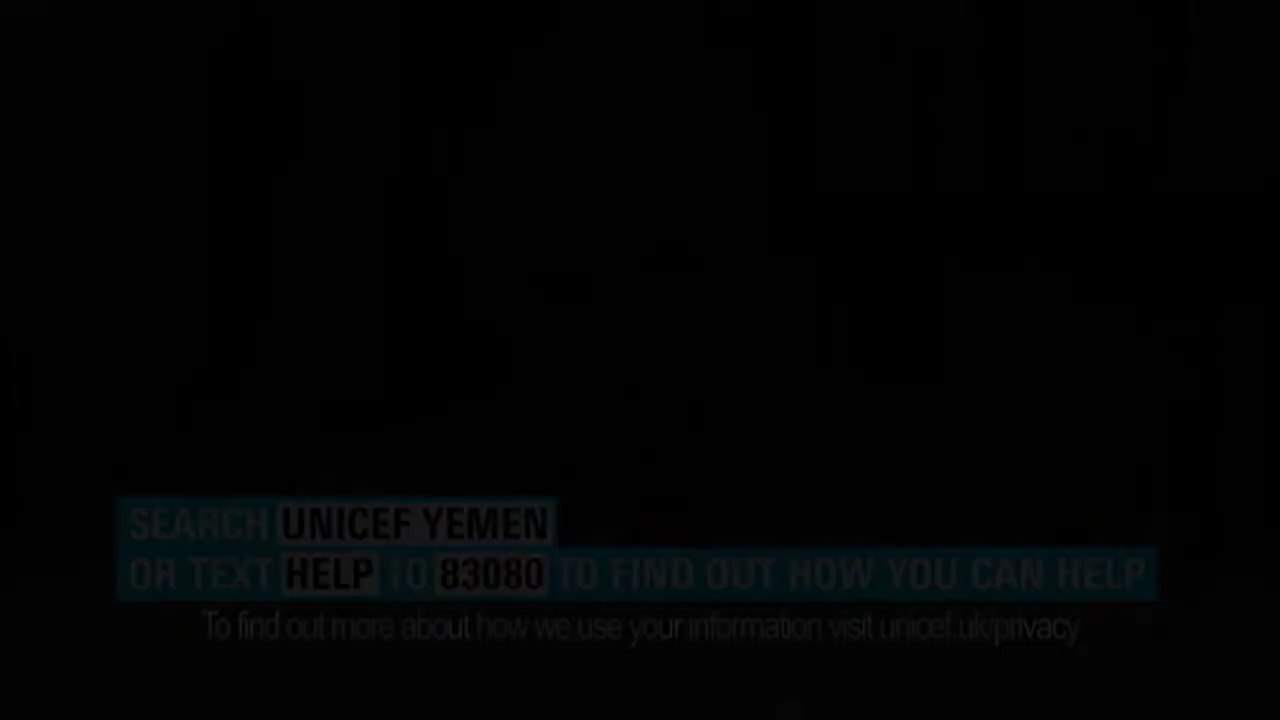 SEARCH UNICEF YEMEN
OR TEXT HELP TO 83080 TO FIND OUT HOW YOU CAN HELP
To find out more about how we use your information visit unicef.uk/privacy